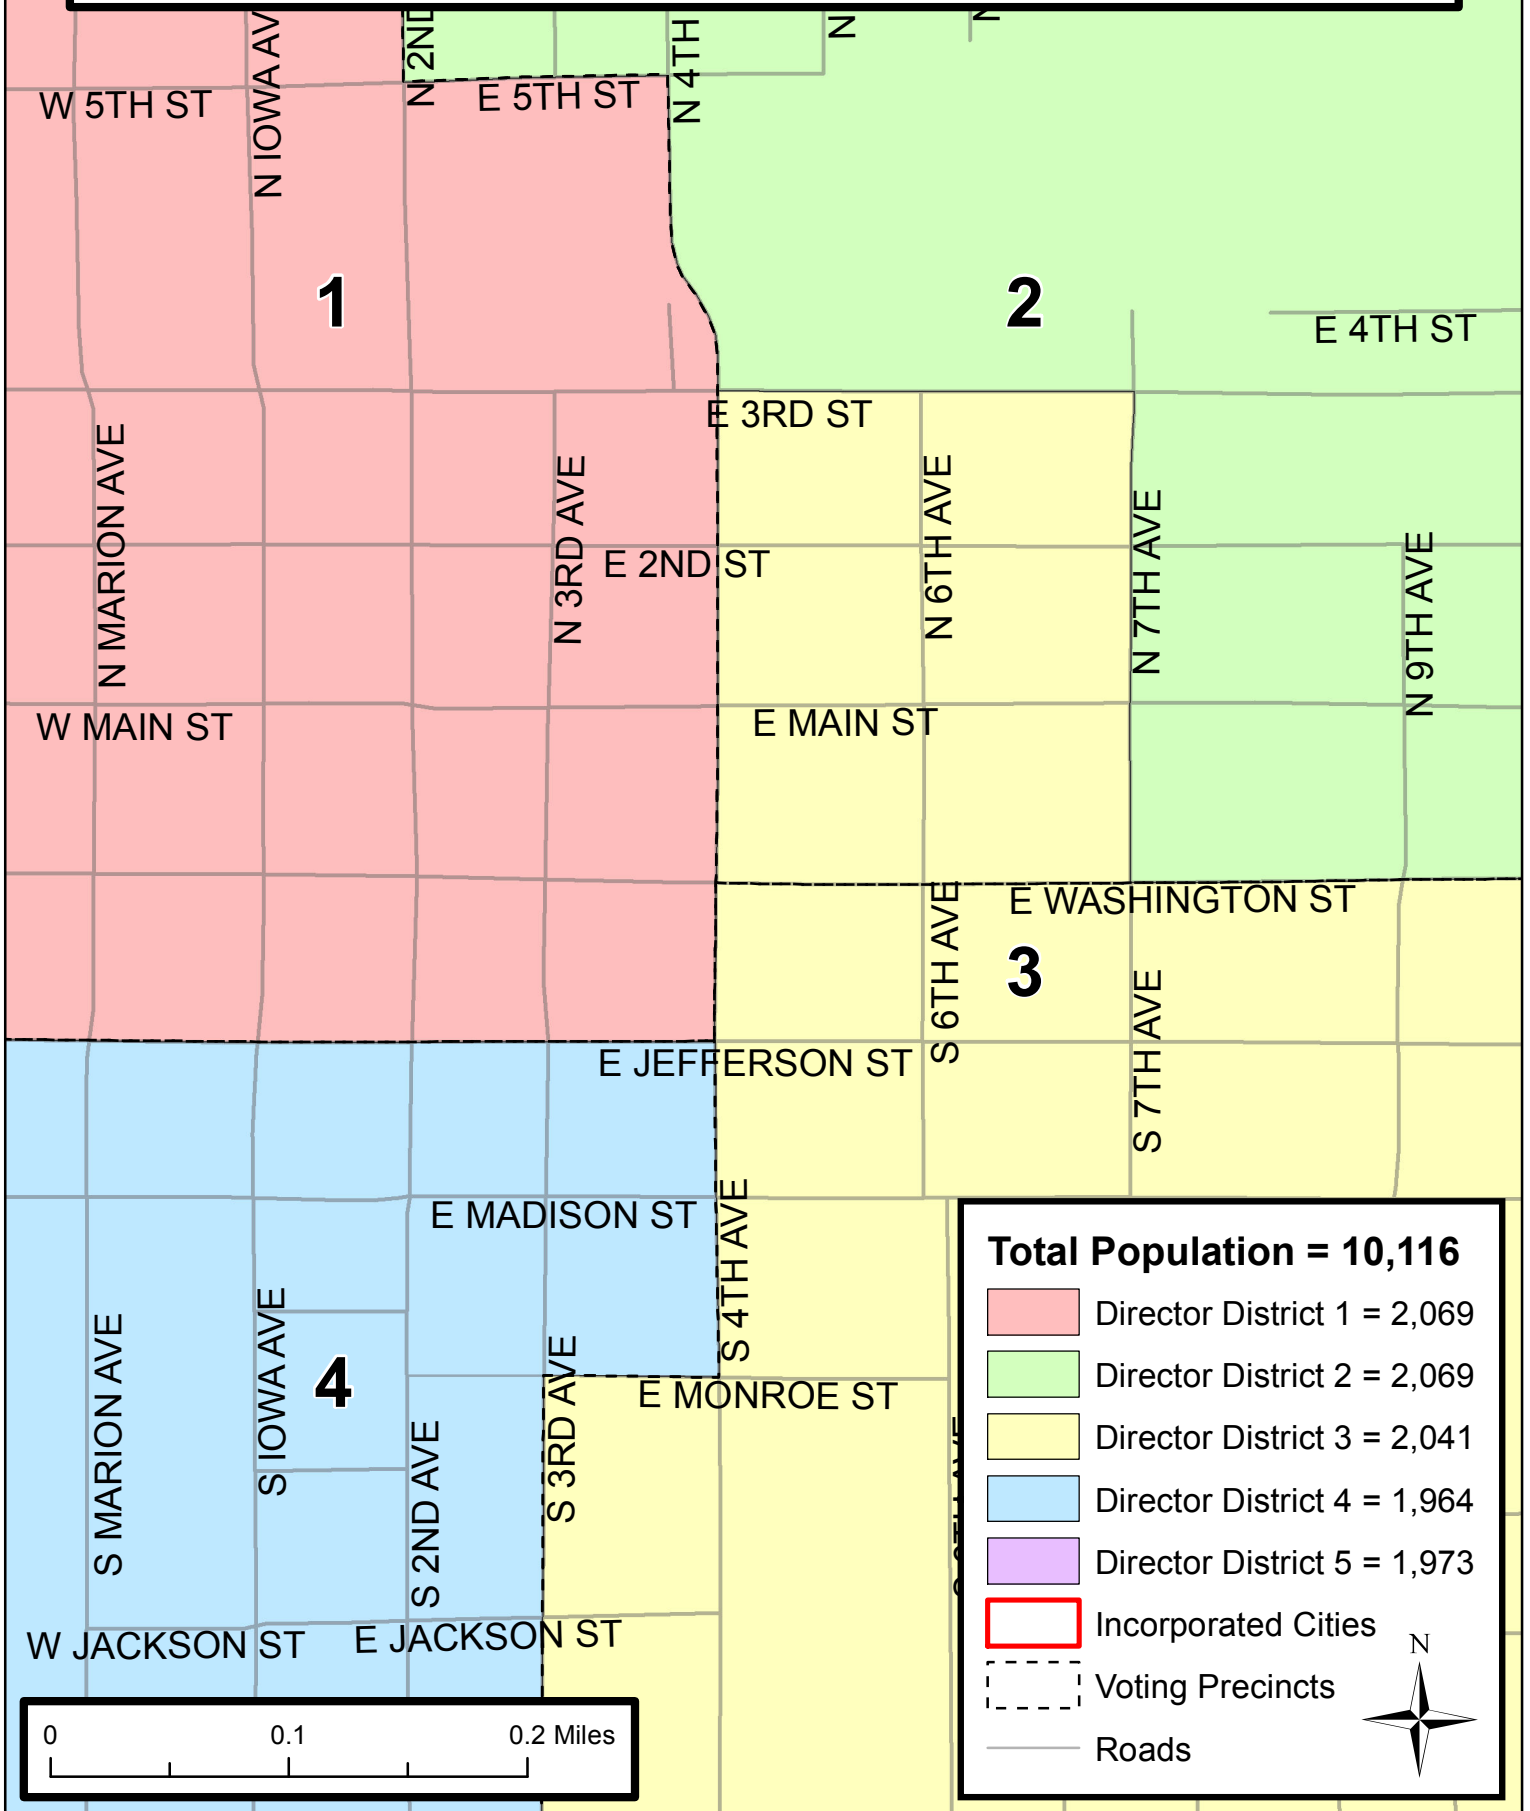 N IOWA AV
N 2ND
N 4TH
N
N
W 5TH ST
E 5TH ST
1
2
E 4TH ST
E 3RD ST
N MARION AVE
N 3RD AVE
N 6TH AVE
N 7TH AVE
N 9TH AVE
E 2ND ST
W MAIN ST
E MAIN ST
E WASHINGTON ST
S 6TH AVE
3
S 7TH AVE
E JEFFERSON ST
E MADISON ST
S 4TH AVE
S MARION AVE
S IOWA AVE
4
S 3RD AVE
S 2ND AVE
E MONROE ST
W JACKSON ST
E JACKSON ST
Total Population = 10,116
Director District 1 = 2,069
Director District 2 = 2,069
Director District 3 = 2,041
Director District 4 = 1,964
Director District 5 = 1,973
Incorporated Cities
Voting Precincts
Roads
N
0 0.1 0.2 Miles